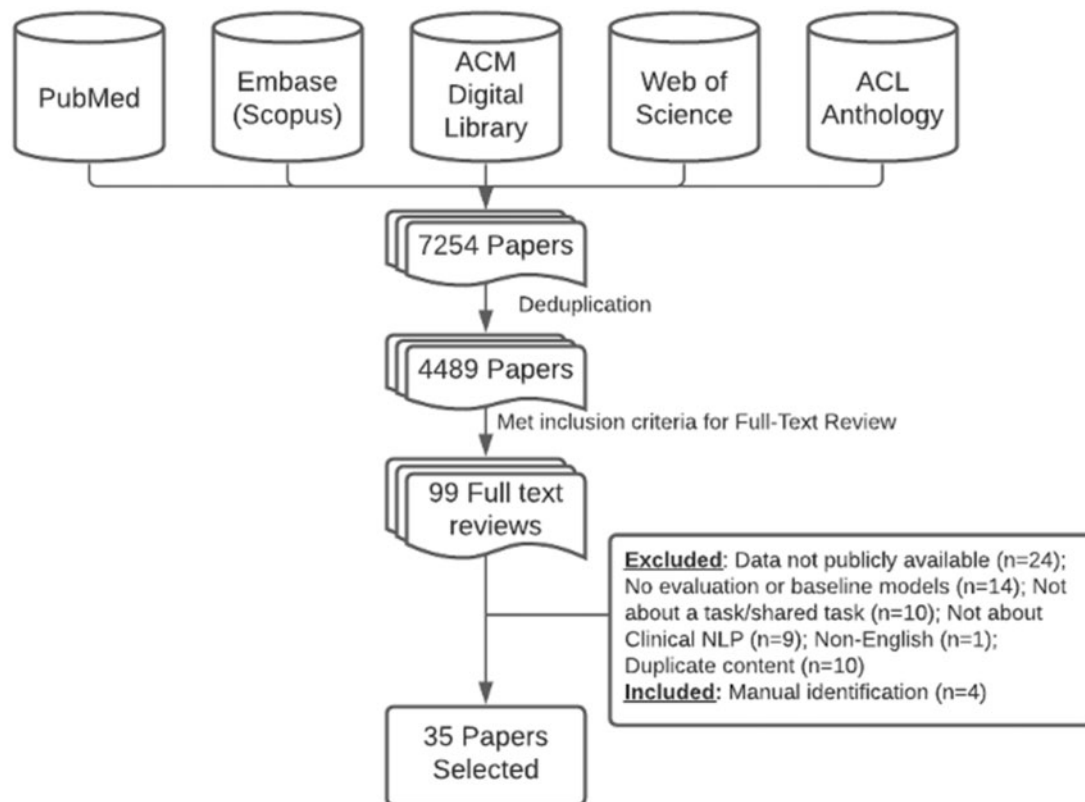 PubMed
Embase
(Scopus)
ACM
Digital
Library
Web of
Science
ACL
Anthology
7254 Papers
Deduplication
4489 Papers
Met inclusion criteria for Full-Text Review
99 Full text
reviews
Excluded: Data not publicly available (n=24);
No evaluation or baseline models (n=14); Not
about a task/shared task (n=10); Not about
Clinical NLP (n=9); Non-English (n=1);
Duplicate content (n=10)
Included: Manual identification (n=4)
35 Papers
Selected